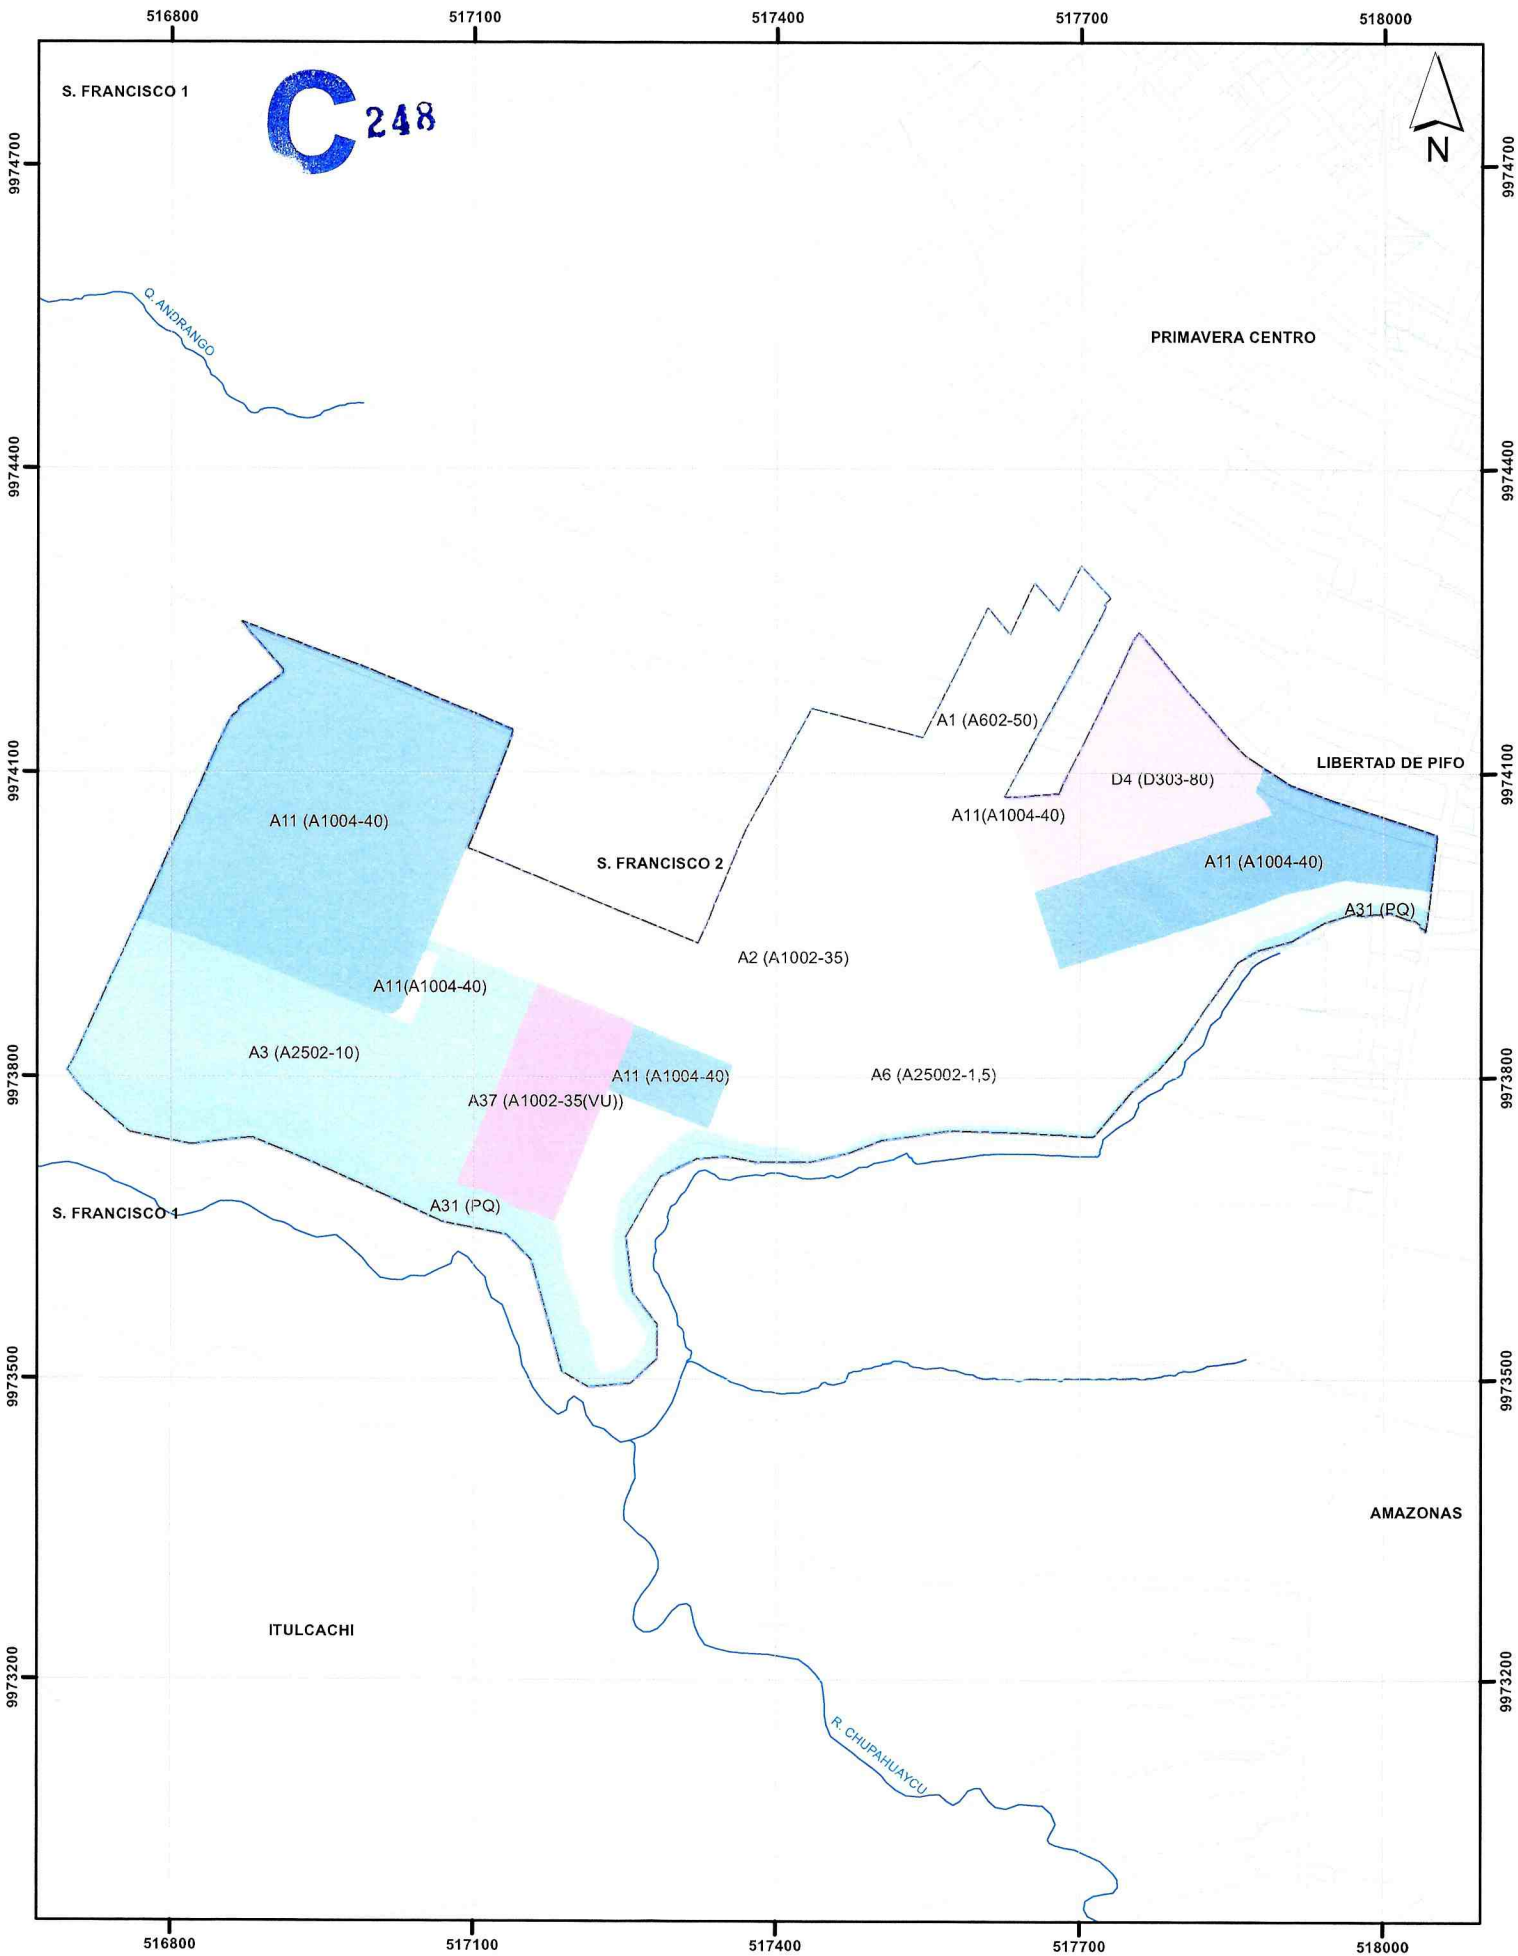 516800 517100 517400 517700 518000
S. FRANCISCO 1
C 248
N
9974700 9974700
Q. ANDRANGO
PRIMAVERA CENTRO
9974400 9974400
A1 (A602-50)
LIBERTAD DE PIFO
9974100 9974100
D4 (D303-80)
A11 (A1004-40)
A11(A1004-40)
S. FRANCISCO 2
A11 (A1004-40)
A31 (PQ)
A2 (A1002-35)
A11(A1004-40)
A3 (A2502-10)
A11 (A1004-40)
A6 (A25002-1,5)
9973800 9973800
A37 (A1002-35(VU))
A31 (PQ)
S. FRANCISCO 1
9973500 9973500
AMAZONAS
ITULCACHI
9973200 9973200
R. CHUPAHUAYCU
516800 517100 517400 517700 518000